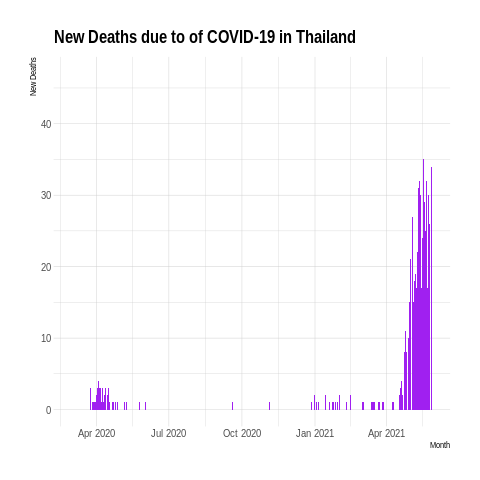 New Deaths due to of COVID-19 in Thailand
New Deaths
40
30
20
10
0
Apr 2020 Jul 2020 Oct 2020 Jan 2021 Apr 2021
Month